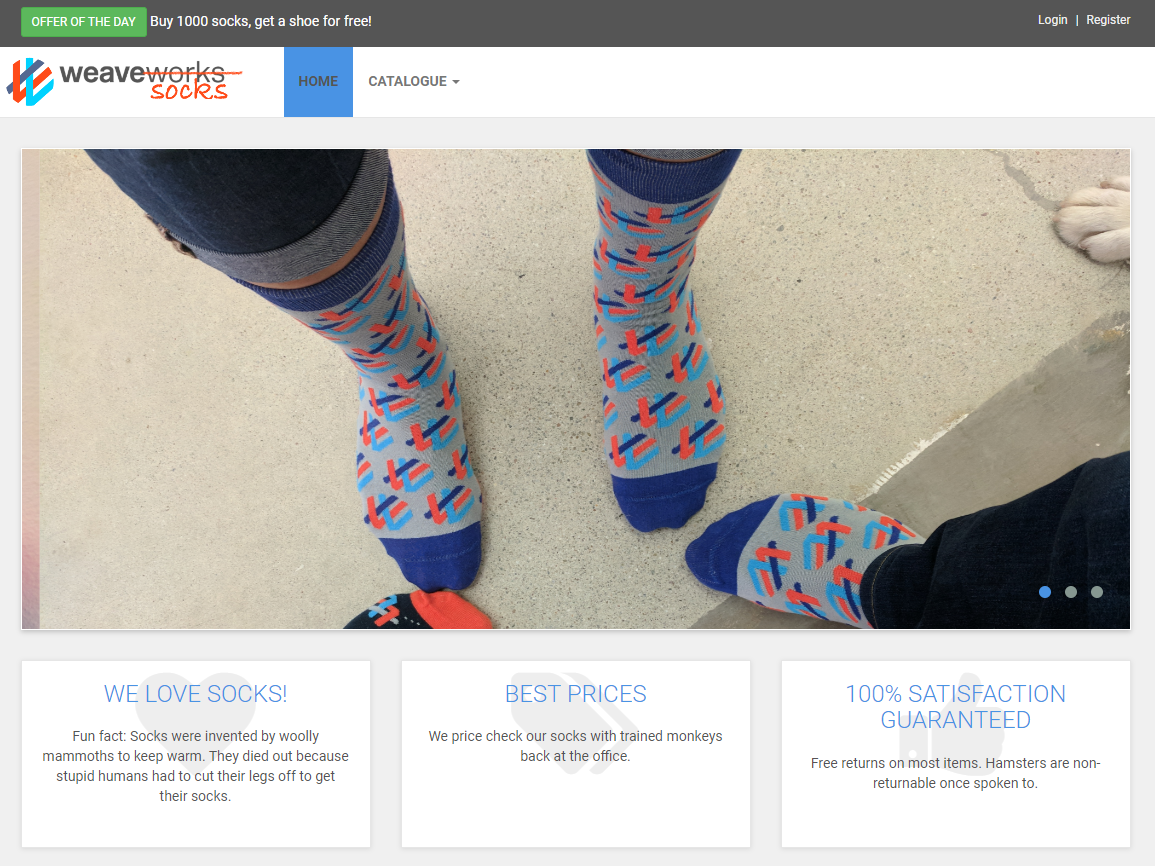 OFFER OF THE DAY Buy 1000 socks, get a shoe for free!
Login | Register
weaveworks
socks
HOME
CATALOGUE
WE LOVE SOCKS!
Fun fact: Socks were invented by woolly
mammoths to keep warm. They died out because
stupid humans had to cut their legs off to get
their socks.
BEST PRICES
We price check our socks with trained monkeys
back at the office.
100% SATISFACTION
GUARANTEED
Free returns on most items. Hamsters are non-
returnable once spoken to.